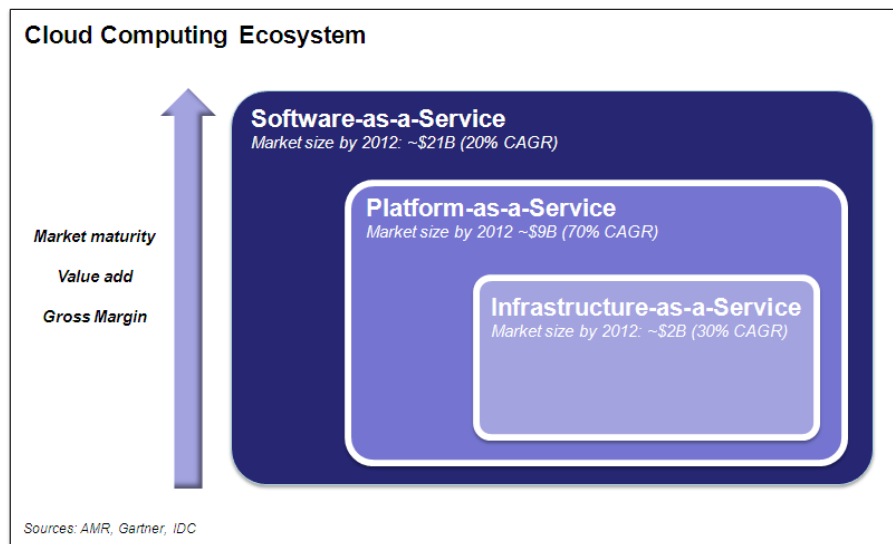 Cloud Computing Ecosystem
Software-as-a-Service
Market size by 2012: ~$21B (20% CAGR)
Platform-as-a-Service
Market size by 2012 ~$9B (70% CAGR)
Market maturity
Value add
Gross Margin
Infrastructure-as-a-Service
Market size by 2012: ~$2B (30% CAGR)
Sources: AMR, Gartner, IDC